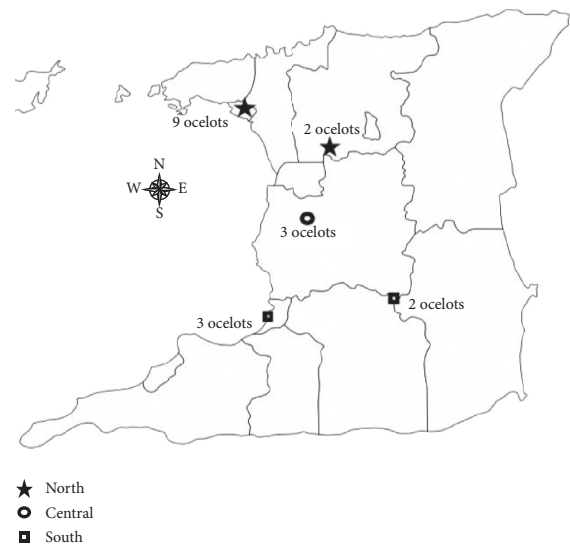 9 ocelots
2 ocelots
N
W E
S
3 ocelots
2 ocelots
3 ocelots
North
Central
South